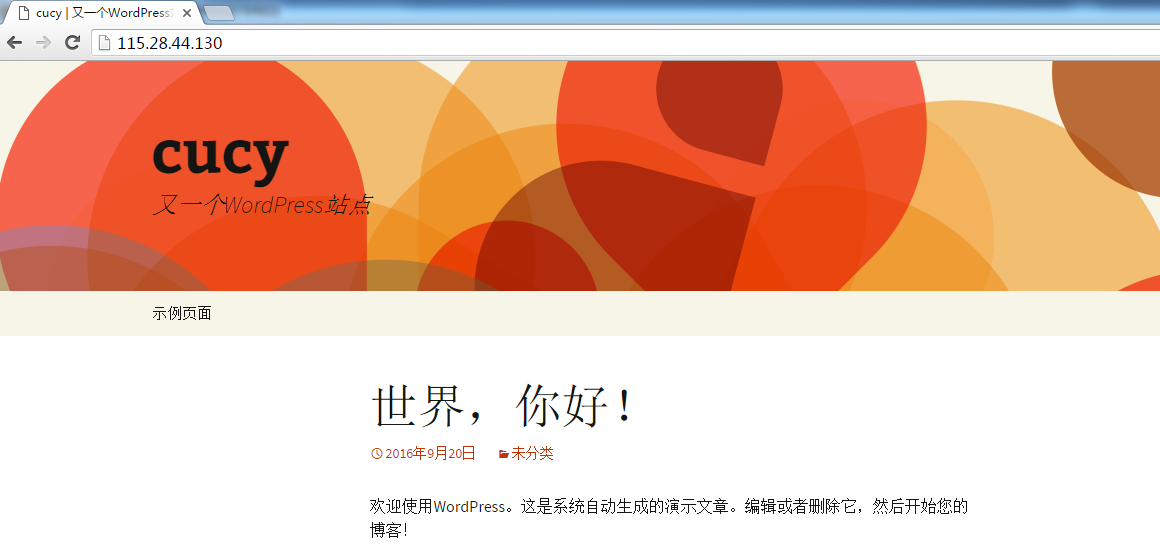 cucy | 又一个WordPress
115.28.44.130
cucy
又一个WordPress站点
示例页面
世界，你好！
2016年9月20日 未分类
欢迎使用WordPress。这是系统自动生成的演示文章。编辑或者删除它，然后开始您的
博客！